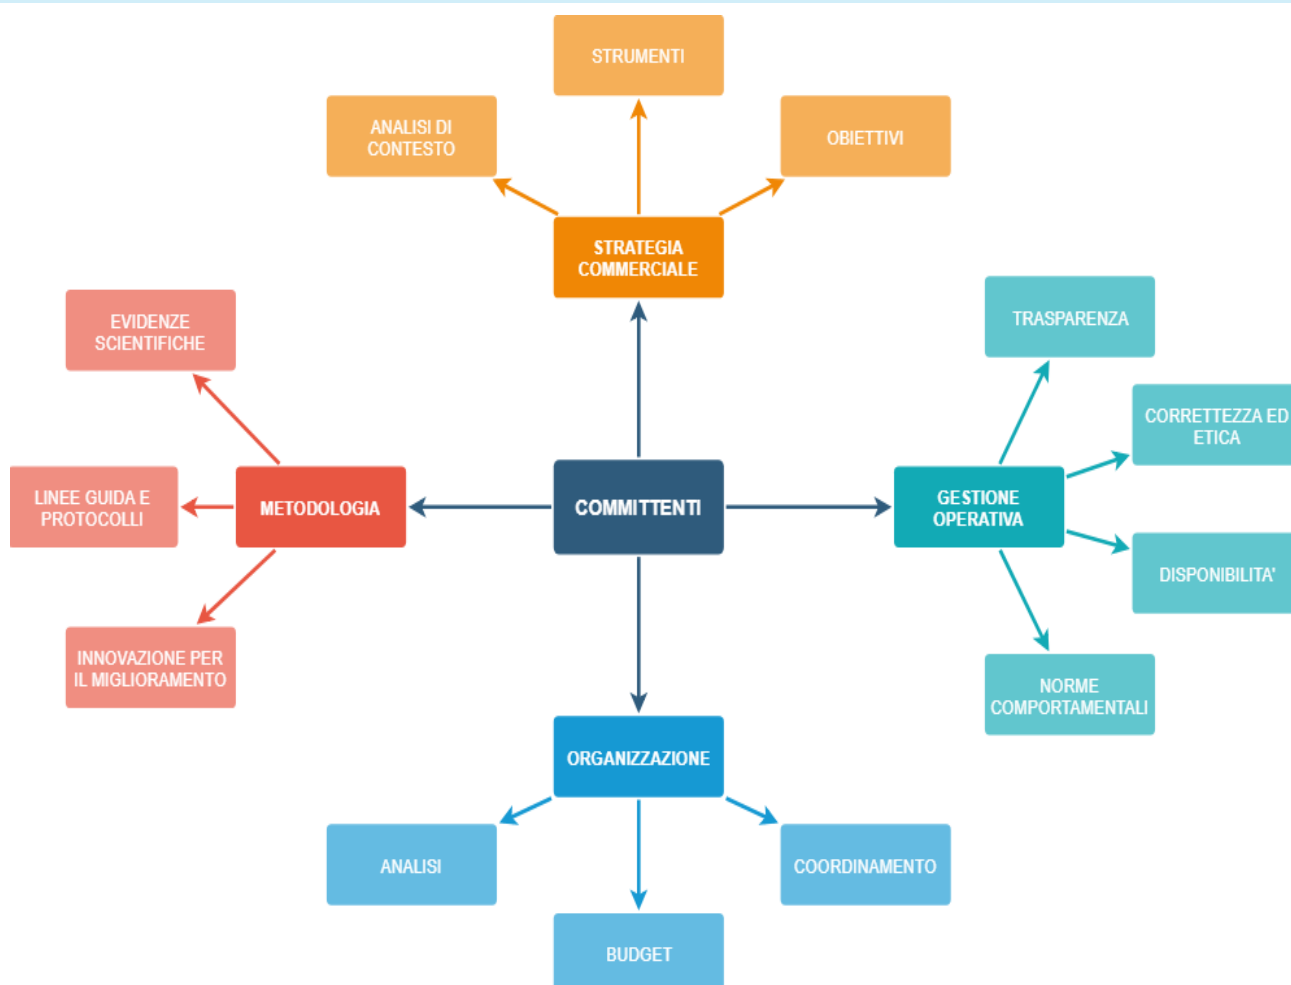 STRUMENTI
ANALISI DI
CONTESTO
OBIETTIVI
STRATEGIA
COMMERCIALE
EVIDENZE
SCIENTIFICHE
TRASPARENZA
CORRETTEZZA ED
ETICA
LINEE GUIDA E
PROTOCOLLI
METODOLOGIA
COMMITTENTI
GESTIONE
OPERATIVA
DISPONIBILITA'
INNOVAZIONE PER
IL MIGLIORAMENTO
NORME
COMPORTAMENTALI
ORGANIZZAZIONE
ANALISI
COORDINAMENTO
BUDGET